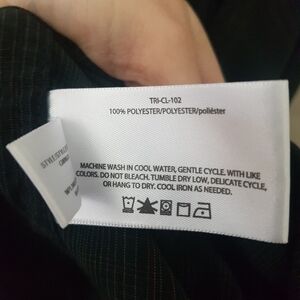 TRI-CL-102
100% POLYESTER/POLYESTER/poliéster
MACHINE WASH IN COOL WATER, GENTLE CYCLE. WITH LIKE
COLORS. DO NOT BLEACH. TUMBLE DRY LOW, DELICATE CYCLE,
OR HANG TO DRY. COOL IRON AS NEEDED.